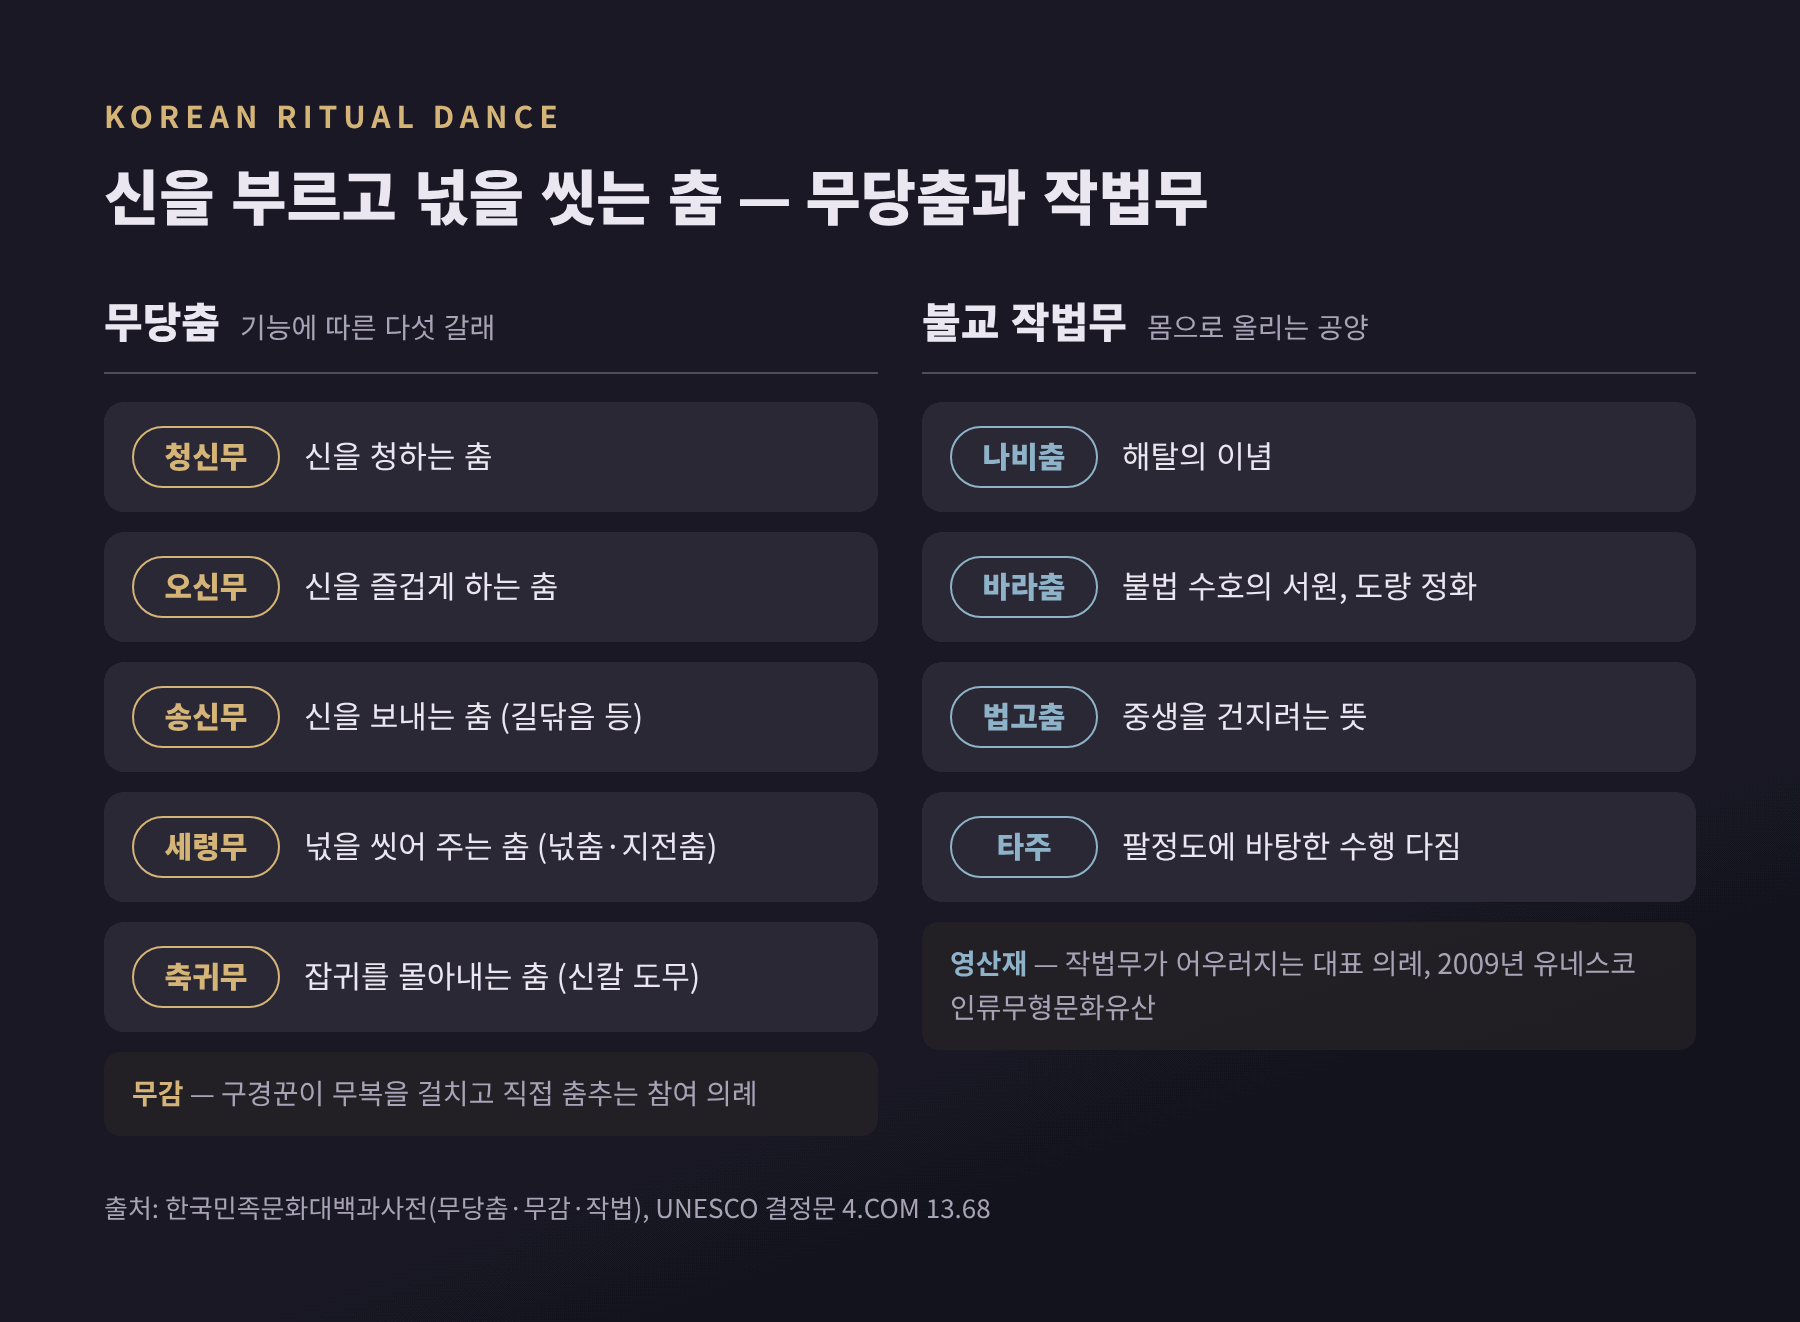 KOREAN RITUAL DANCE
신을 부르고 넋을 씻는 춤 — 무당춤과 작법무
무당춤 기능에 따른 다섯 갈래
청신무 신을 청하는 춤
오신무 신을 즐겁게 하는 춤
송신무 신을 보내는 춤 (길닦음 등)
세령무 넋을 씻어 주는 춤 (넋춤·지전춤)
축귀무 잡귀를 몰아내는 춤 (신칼 도무)
무감 — 구경꾼이 무복을 걸치고 직접 춤추는 참여 의례
불교 작법무 몸으로 올리는 공양
나비춤 해탈의 이념
바라춤 불법 수호의 서원, 도량 정화
법고춤 중생을 건지려는 뜻
타주 팔정도에 바탕한 수행 다짐
영산재 — 작법무가 어우러지는 대표 의례, 2009년 유네스코
인류무형문화유산
출처: 한국민족문화대백과사전(무당춤·무감·작법), UNESCO 결정문 4.COM 13.68